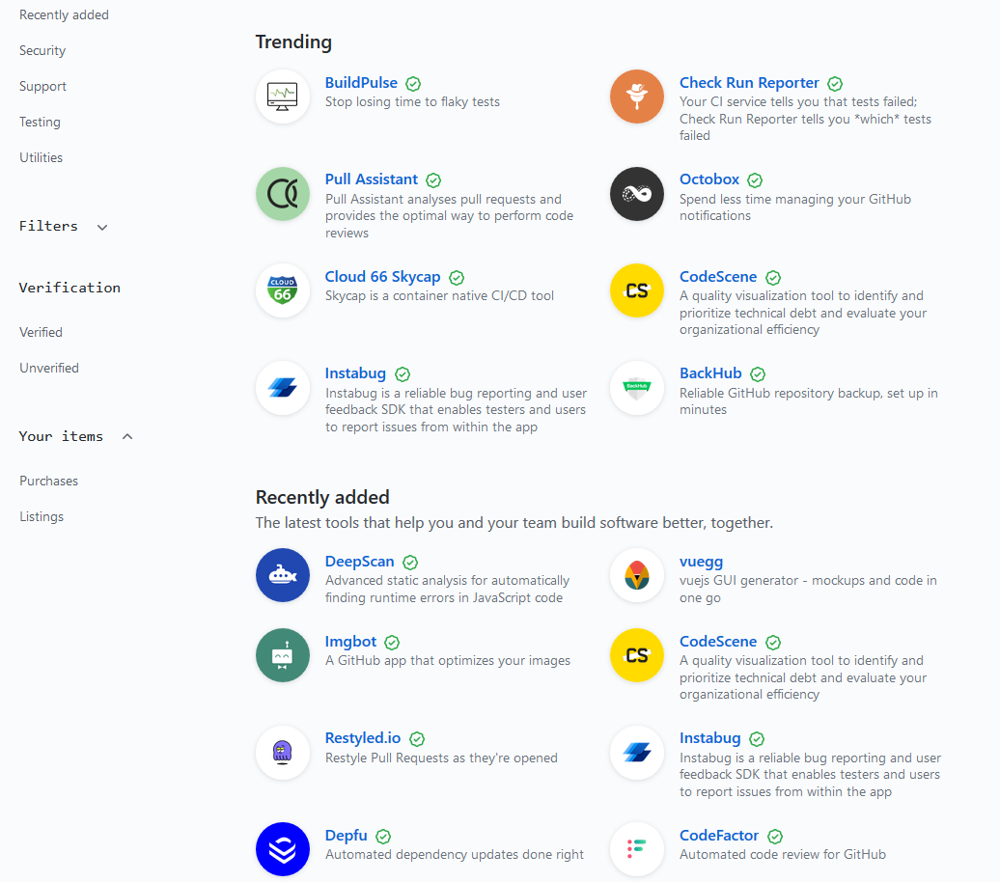 Recently added
Security
Support
Testing
Utilities
Filters
Verification
Verified
Unverified
Your items
Purchases
Listings
Trending
BuildPulse
Stop losing time to flaky tests
Check Run Reporter
Your CI service tells you that tests failed;
Check Run Reporter tells you *which* tests
failed
Pull Assistant
Pull Assistant analyses pull requests and
provides the optimal way to perform code
reviews
Octobox
Spend less time managing your GitHub
notifications
CLOUD
66
Cloud 66 Skycap
Skycap is a container native CI/CD tool
CS
CodeScene
A quality visualization tool to identify and
prioritize technical debt and evaluate your
organizational efficiency
Instabug
Instabug is a reliable bug reporting and user
feedback SDK that enables testers and users
to report issues from within the app
BackHub
BackHub
Reliable GitHub repository backup, set up in
minutes
Recently added
The latest tools that help you and your team build software better, together.
DeepScan
Advanced static analysis for automatically
finding runtime errors in JavaScript code
vuegg
vuejs GUI generator - mockups and code in
one go
Imgbot
A GitHub app that optimizes your images
CS
CodeScene
A quality visualization tool to identify and
prioritize technical debt and evaluate your
organizational efficiency
Restyled.io
Restyle Pull Requests as they're opened
Instabug
Instabug is a reliable bug reporting and user
feedback SDK that enables testers and users
to report issues from within the app
Depfu
Automated dependency updates done right
CodeFactor
Automated code review for GitHub